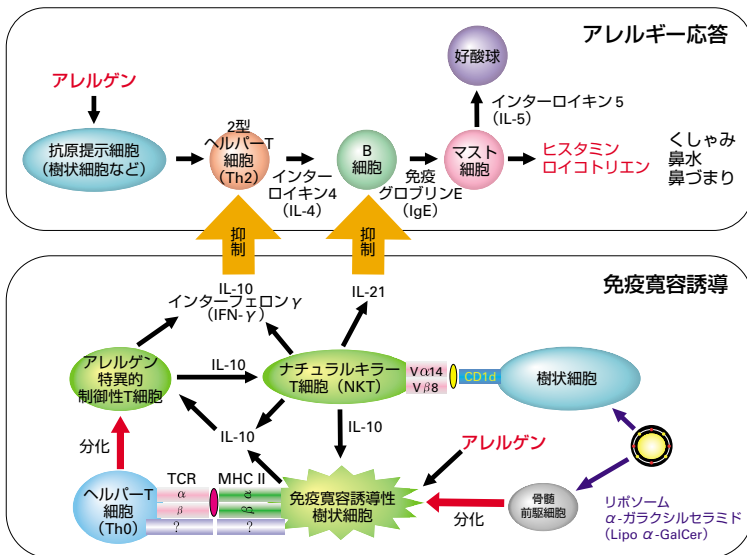 アレルギー応答
アレルゲン
抗原提示細胞
（樹状細胞など）
2型
ヘルパーT
細胞
（Th2）
インター
ロイキン4
（IL-4）
B
細胞
免疫
グロブリンE
（IgE）
マスト
細胞
好酸球
インターロイキン5
（IL-5）
ヒスタミン
ロイコトリエン
くしゃみ
鼻水
鼻づまり
抑制
抑制
免疫寛容誘導
IL-10
インターフェロンγ
（IFN-γ）
IL-21
アレルゲン
特異的
制御性T細胞
IL-10
ナチュラルキラー
T細胞（NKT）
Vα14
Vβ8
CD1d
樹状細胞
IL-10
IL-10
アレルゲン
分化
ヘルパーT
細胞
（Th0）
TCR
α
β
?
MHC II
α
β
?
免疫寛容誘導性
樹状細胞
分化
骨髄
前駆細胞
リボソーム
α-ガラクシルセラミド
（Lipo α-GalCer）